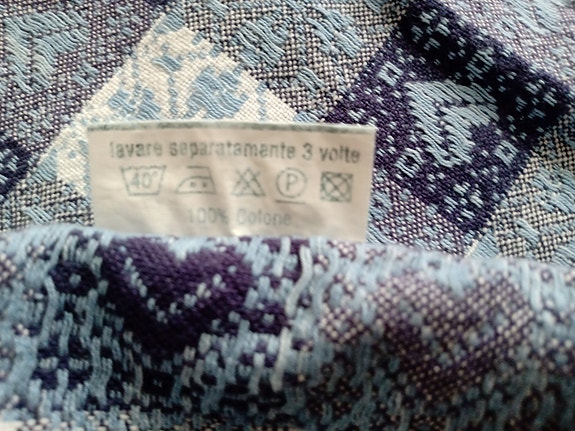 lavare separatamente 3 volte
40° P
100% Cotone